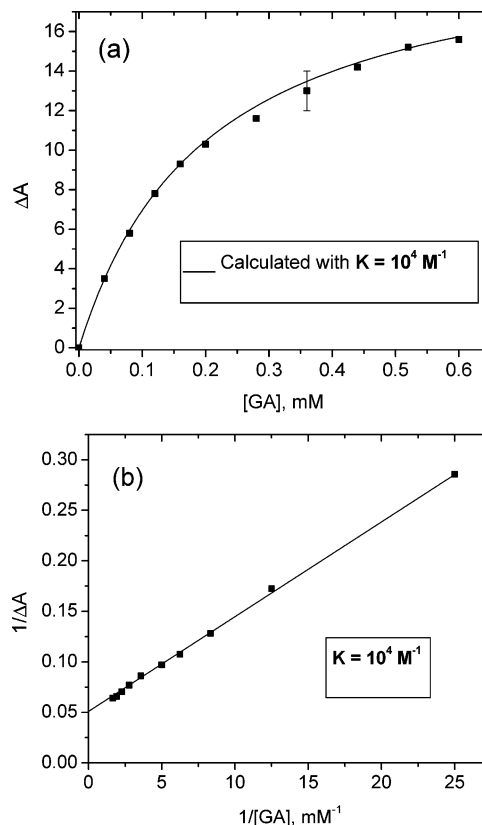 (a)
16
14
12
10
8
6
4
2
0
ΔA
Calculated with K = 10⁴ M⁻¹
0.0 0.1 0.2 0.3 0.4 0.5 0.6
[GA], mM
(b)
0.30
0.25
0.20
0.15
0.10
0.05
0.00
1/ΔA
K = 10⁴ M⁻¹
0 5 10 15 20 25
1/[GA], mM⁻¹